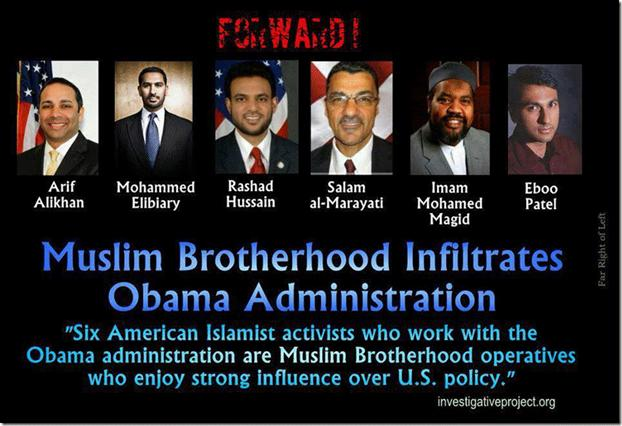 FORWARD!
Arif
Alikhan
Mohammed
Elibiary
Rashad
Hussain
Salam
al-Marayati
Imam
Mohamed
Magid
Eboo
Patel
Muslim Brotherhood Infiltrates
Obama Administration
"Six American Islamist activists who work with the
Obama administration are Muslim Brotherhood operatives
who enjoy strong influence over U.S. policy."
investigativeproject.org
Far Right of Left